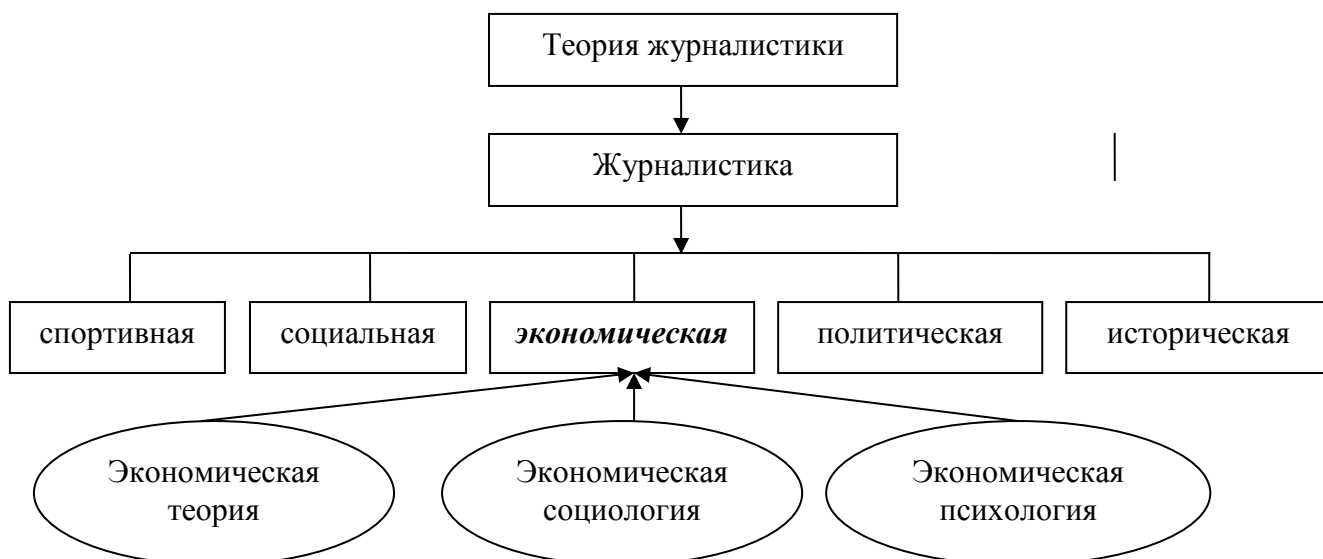 Теория журналистики
Журналистика
спортивная
социальная
экономическая
политическая
историческая
Экономическая
теория
Экономическая
социология
Экономическая
психология